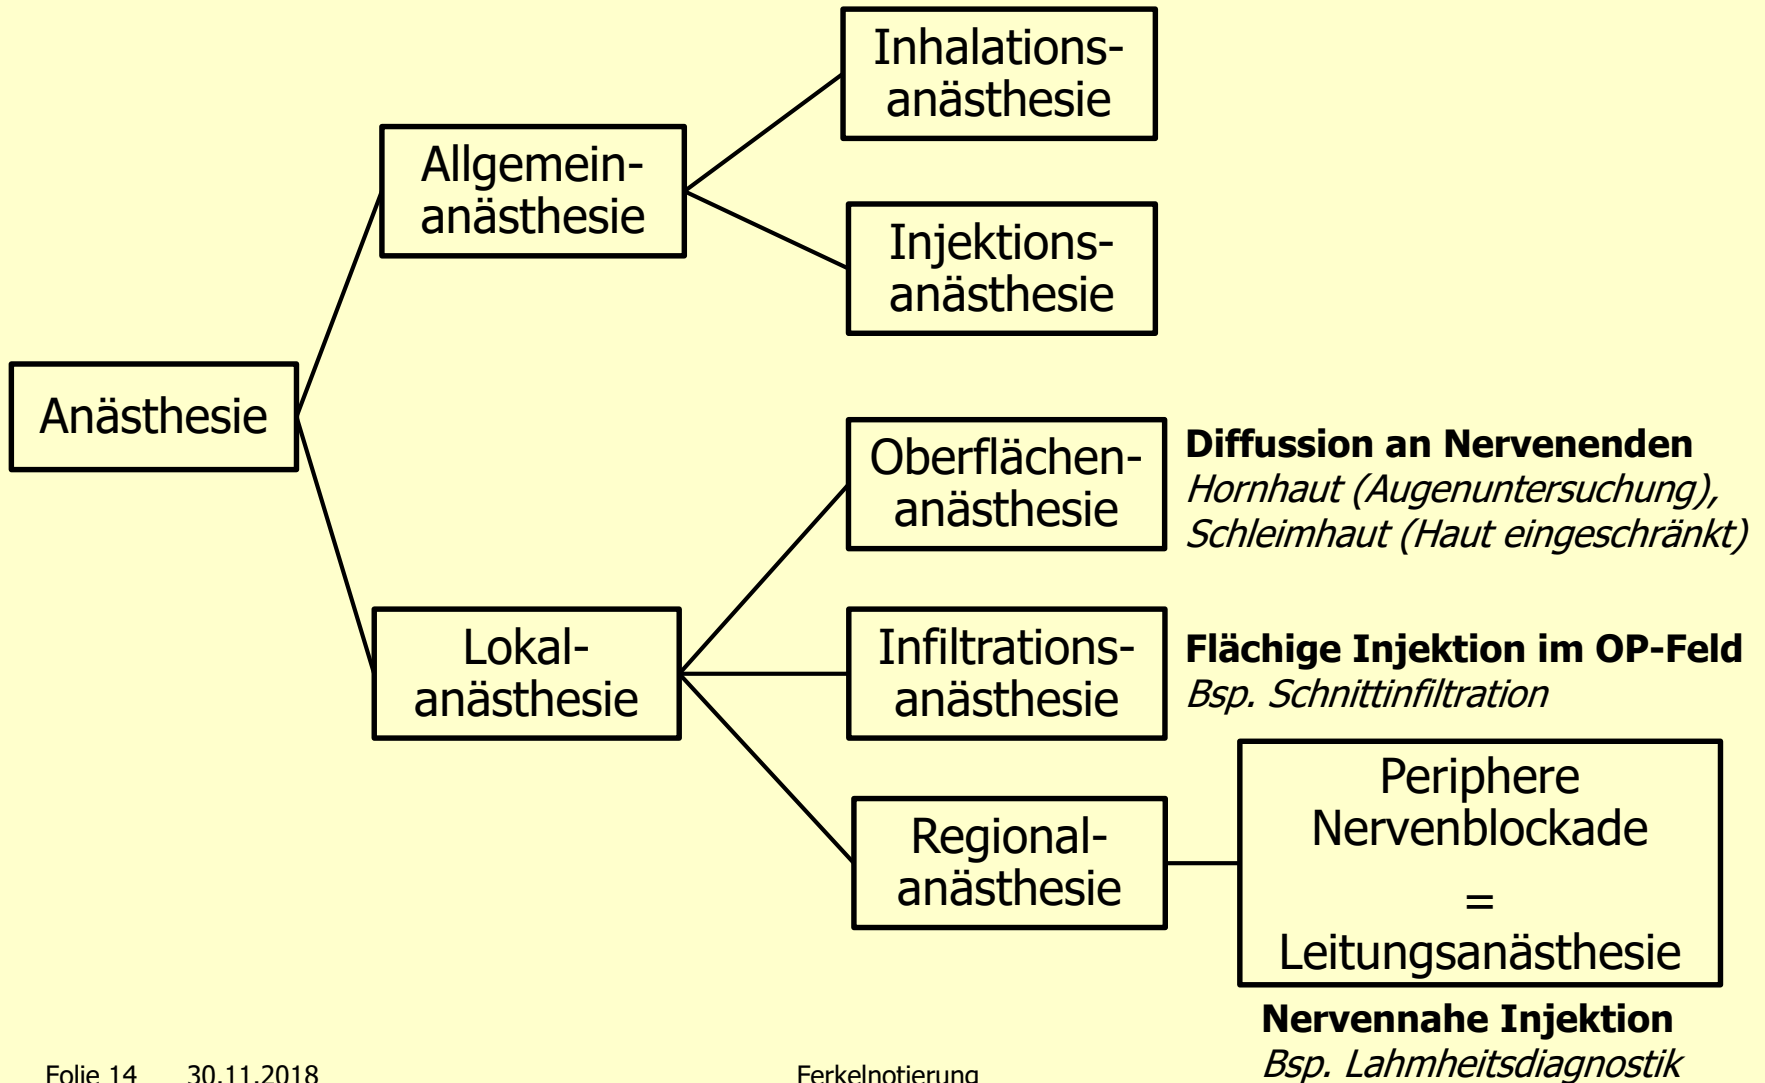 Inhalations-
anästhesie
Allgemein-
anästhesie
Injektions-
anästhesie
Anästhesie
Oberflächen-
anästhesie
Diffussion an Nervenenden
Hornhaut (Augenuntersuchung),
Schleimhaut (Haut eingeschränkt)
Lokal-
anästhesie
Infiltrations-
anästhesie
Flächige Injektion im OP-Feld
Bsp. Schnittinfiltration
Regional-
anästhesie
Periphere
Nervenblockade
=
Leitungsanästhesie
Nervennahe Injektion
Bsp. Lahmheitsdiagnostik
Folie 14 30.11.2018 Ferkelnotierung